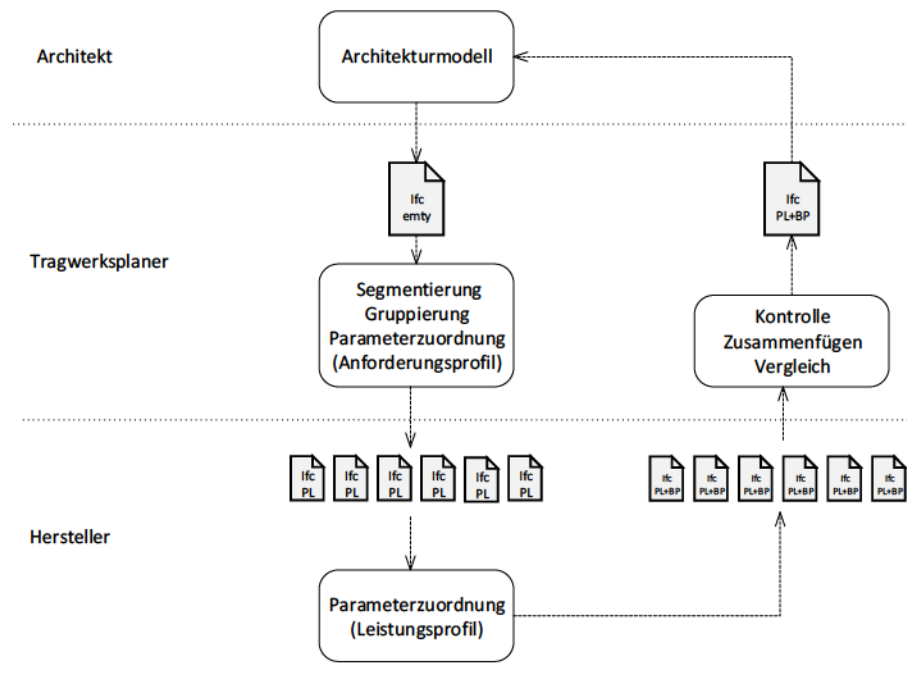 Architekt
Architekturmodell
Ifc
emty
Ifc
PL+BP
Tragwerksplaner
Segmentierung
Gruppierung
Parameterzuordnung
(Anforderungsprofil)
Kontrolle
Zusammenfügen
Vergleich
Ifc
PL
Ifc
PL
Ifc
PL
Ifc
PL
Ifc
PL
Ifc
PL
Ifc
PL+BP
Ifc
PL+BP
Ifc
PL+BP
Ifc
PL+BP
Ifc
PL+BP
Ifc
PL+BP
Hersteller
Parameterzuordnung
(Leistungsprofil)